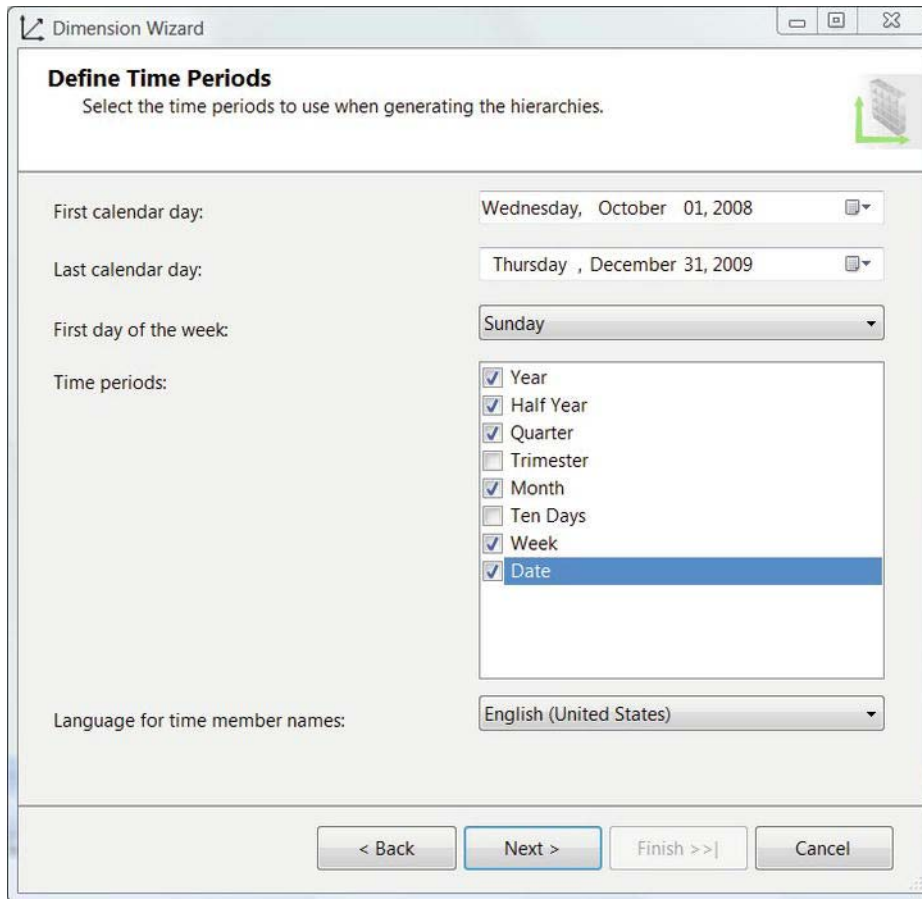 Dimension Wizard
Define Time Periods
Select the time periods to use when generating the hierarchies.
First calendar day:
Wednesday, October 01, 2008
Last calendar day:
Thursday , December 31, 2009
First day of the week:
Sunday
Time periods:
Year
Half Year
Quarter
Trimester
Month
Ten Days
Week
Date
Language for time member names:
English (United States)
< Back
Next >
Finish >>|
Cancel